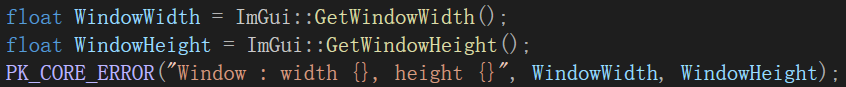 float WindowWidth = ImGui::GetWindowWidth();
float WindowHeight = ImGui::GetWindowHeight();
PK_CORE_ERROR("Window : width {}, height {}", WindowWidth, WindowHeight);